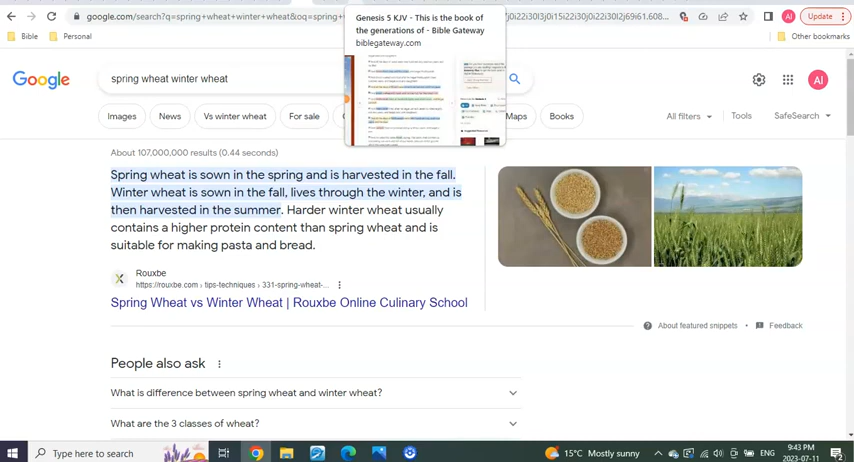 google.com/search?q=spring+wheat+winter+wheat&oq=spring+
j0i22i30l3j0i15i22i30j0i22i30l2j69i61.608...
Update
Bible
Personal
Other bookmarks
Genesis 5 KJV - This is the book of
the generations of - Bible Gateway
biblegateway.com
Google
spring wheat winter wheat
AI
AI
Images
News
Vs winter wheat
For sale
Maps
Books
All filters
Tools
SafeSearch
About 107,000,000 results (0.44 seconds)
Spring wheat is sown in the spring and is harvested in the fall.
Winter wheat is sown in the fall, lives through the winter, and is
then harvested in the summer. Harder winter wheat usually
contains a higher protein content than spring wheat and is
suitable for making pasta and bread.
Rouxbe
https://rouxbe.com › tips-techniques › 331-spring-wheat-...
Spring Wheat vs Winter Wheat | Rouxbe Online Culinary School
About featured snippets
Feedback
People also ask
What is difference between spring wheat and winter wheat?
What are the 3 classes of wheat?
Type here to search
15°C Mostly sunny
ENG
9:43 PM
2023-07-11
2